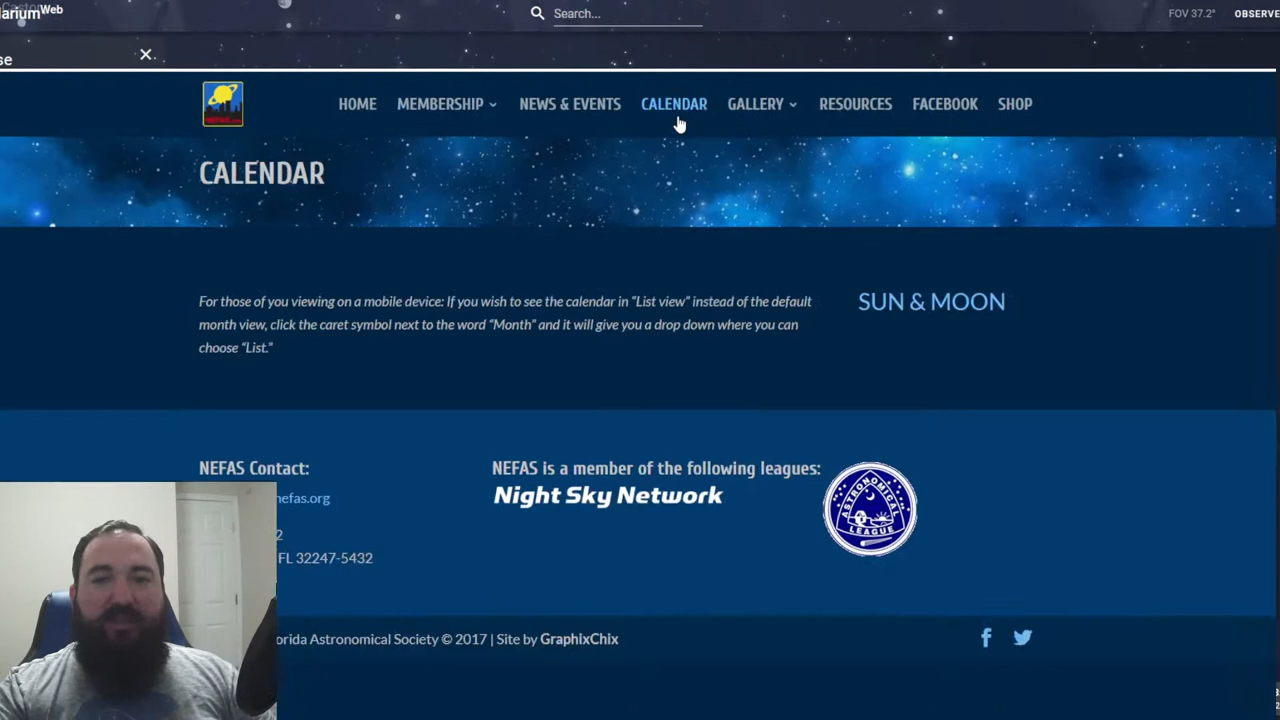 Web
Search...
FOV 37.2°
OBSERVE
HOME MEMBERSHIP NEWS & EVENTS CALENDAR GALLERY RESOURCES FACEBOOK SHOP
CALENDAR
For those of you viewing on a mobile device: If you wish to see the calendar in “List view” instead of the default
month view, click the caret symbol next to the word “Month” and it will give you a drop down where you can
choose “List.”
SUN & MOON
NEFAS Contact:
nefas.org
2
FL 32247-5432
NEFAS is a member of the following leagues:
Night Sky Network
ASTRONOMICAL
LEAGUE
orida Astronomical Society © 2017 | Site by GraphixChix